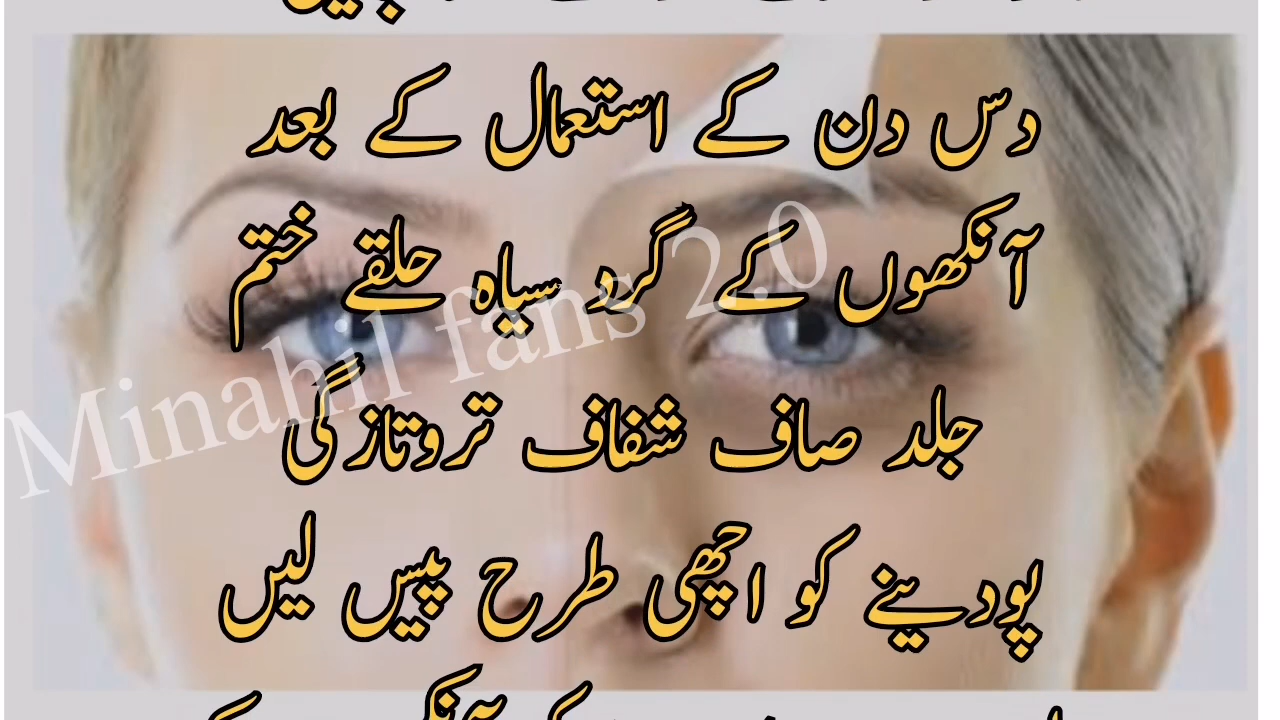 دس دن کے استعمال کے بعد
آنکھوں کے گرد سیاہ حلقے ختم
جلد صاف شفاف تروتازگی
پودینے کو اچھی طرح پیس لیں
Minahil fans 2.0